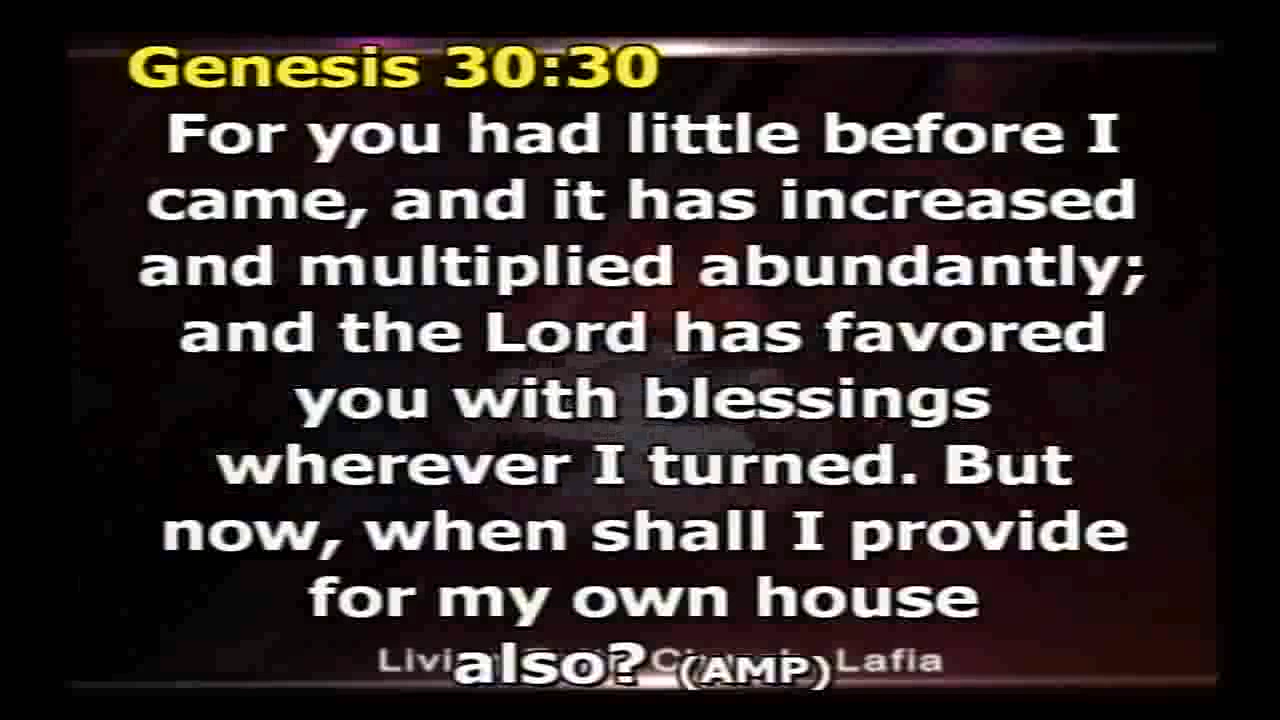 Genesis 30:30
For you had little before I
came, and it has increased
and multiplied abundantly;
and the Lord has favored
you with blessings
wherever I turned. But
now, when shall I provide
for my own house
also? (AMP)
Lafia